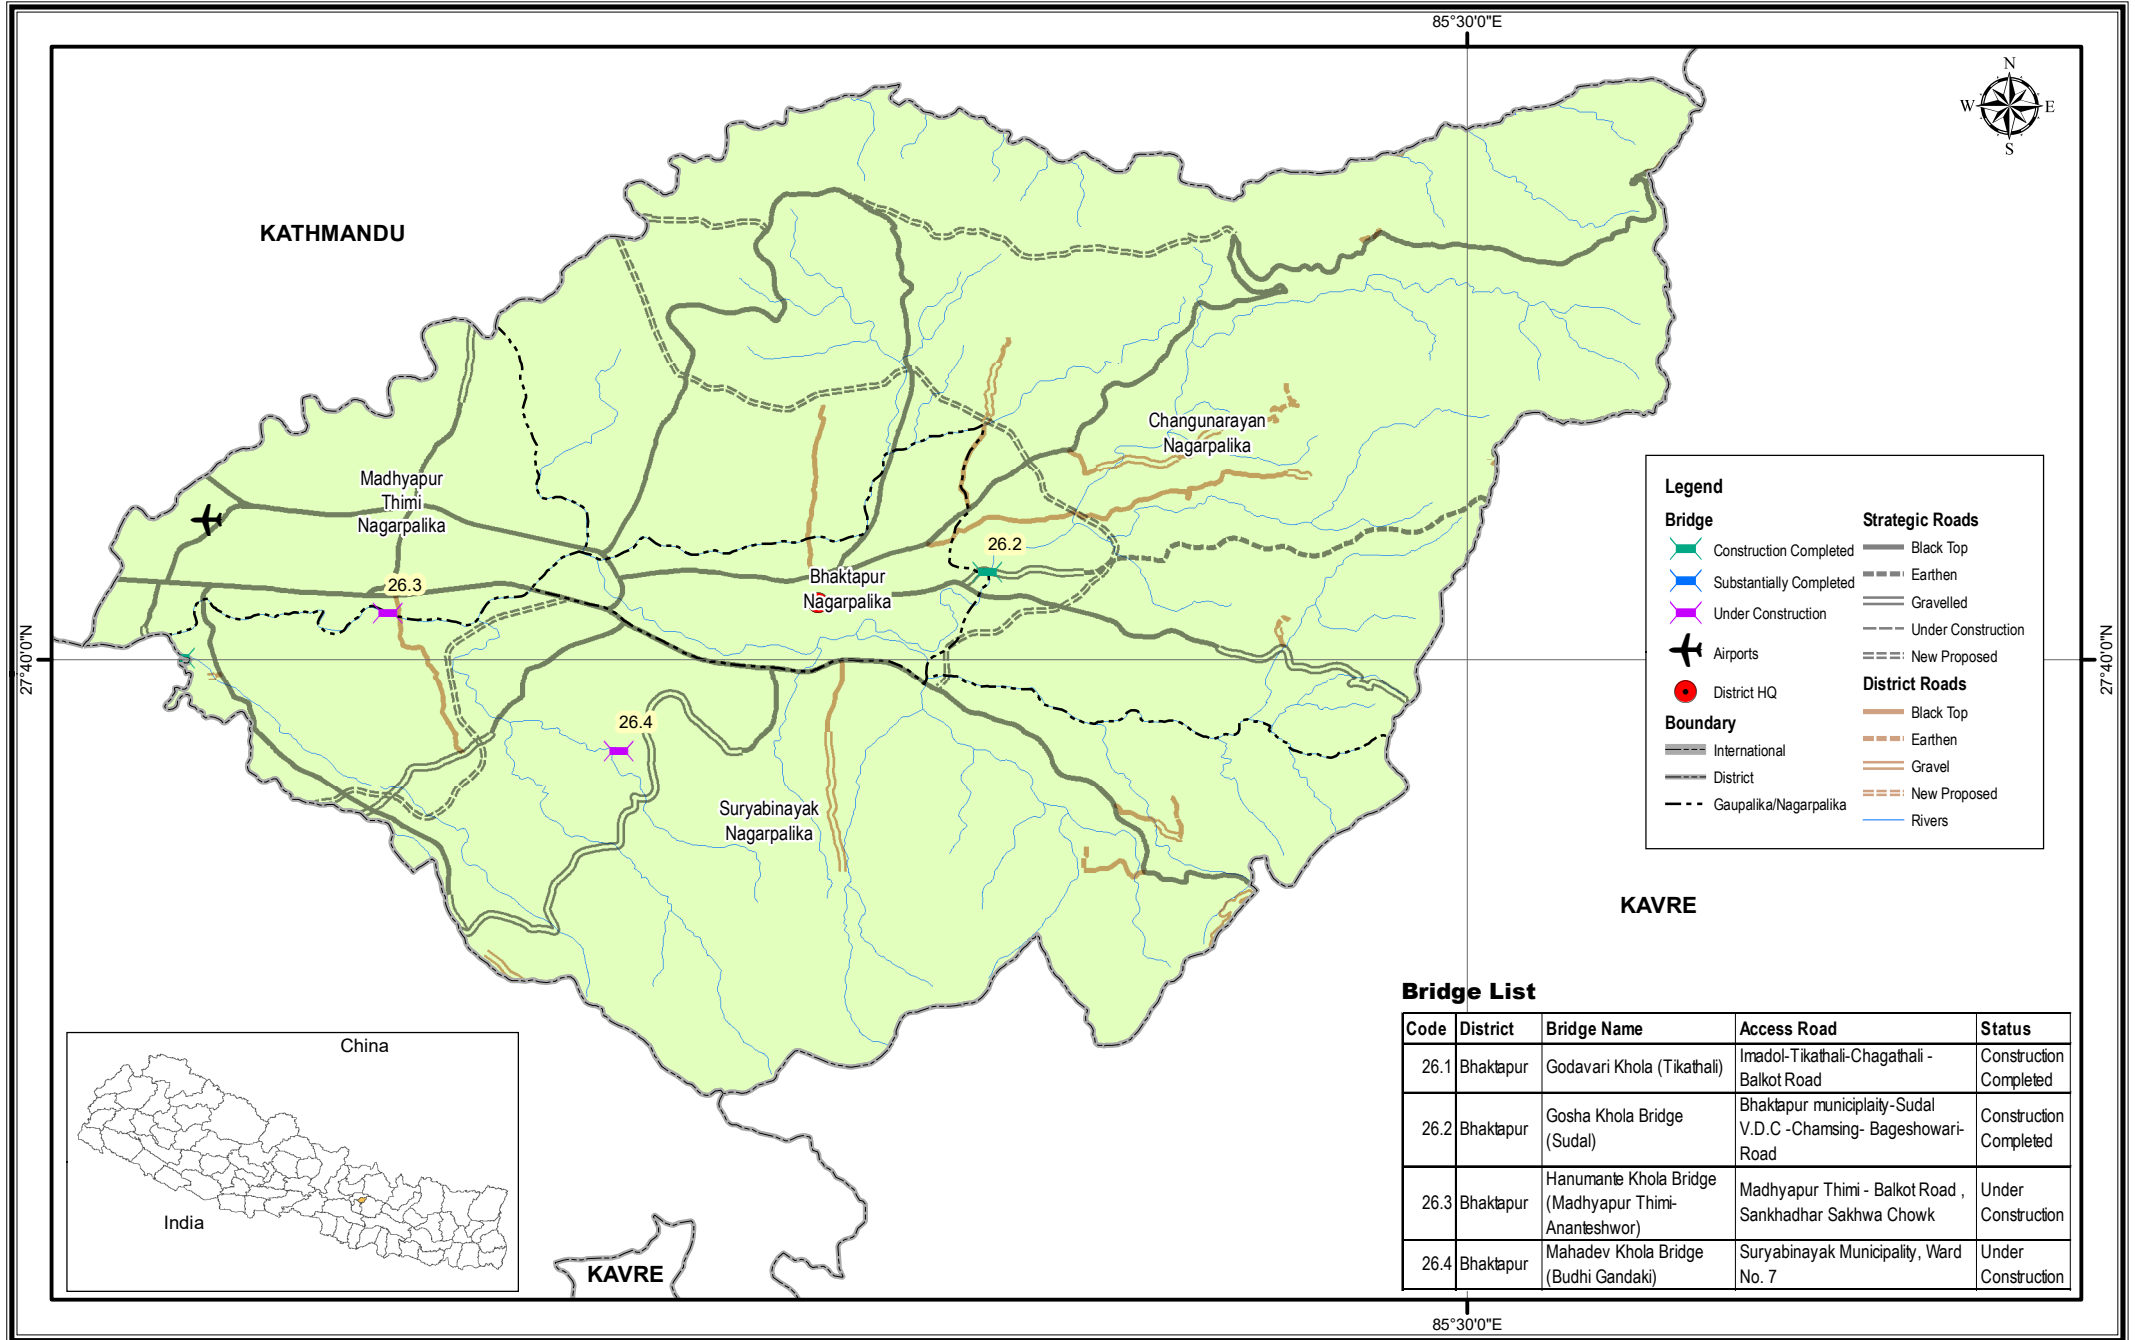 85°30'0"E
N
W E
S
KATHMANDU
Changunarayan
Nagarpalika
Madhyapur
Thimi
Nagarpalika
26.2
Bhaktapur
Nagarpalika
26.3
26.4
Suryabinayak
Nagarpalika
27°40'0"N
27°40'0"N
Legend
Bridge
Construction Completed
Substantially Completed
Under Construction
Airports
District HQ
Boundary
International
District
Gaupalika/Nagarpalika
Strategic Roads
Black Top
Earthen
Gravelled
Under Construction
New Proposed
District Roads
Black Top
Earthen
Gravel
New Proposed
Rivers
KAVRE
KAVRE
China
India
Bridge List
Code District Bridge Name Access Road Status
26.1 Bhaktapur Godavari Khola (Tikathali) Imadol-Tikathali-Chagathali -
Balkot Road Construction
Completed
26.2 Bhaktapur Gosha Khola Bridge
(Sudal) Bhaktapur municiplaity-Sudal
V.D.C -Chamsing- Bageshowari-
Road Construction
Completed
26.3 Bhaktapur Hanumante Khola Bridge
(Madhyapur Thimi-
Ananteshwor) Madhyapur Thimi - Balkot Road ,
Sankhadhar Sakhwa Chowk Under
Construction
26.4 Bhaktapur Mahadev Khola Bridge
(Budhi Gandaki) Suryabinayak Municipality, Ward
No. 7 Under
Construction
85°30'0"E